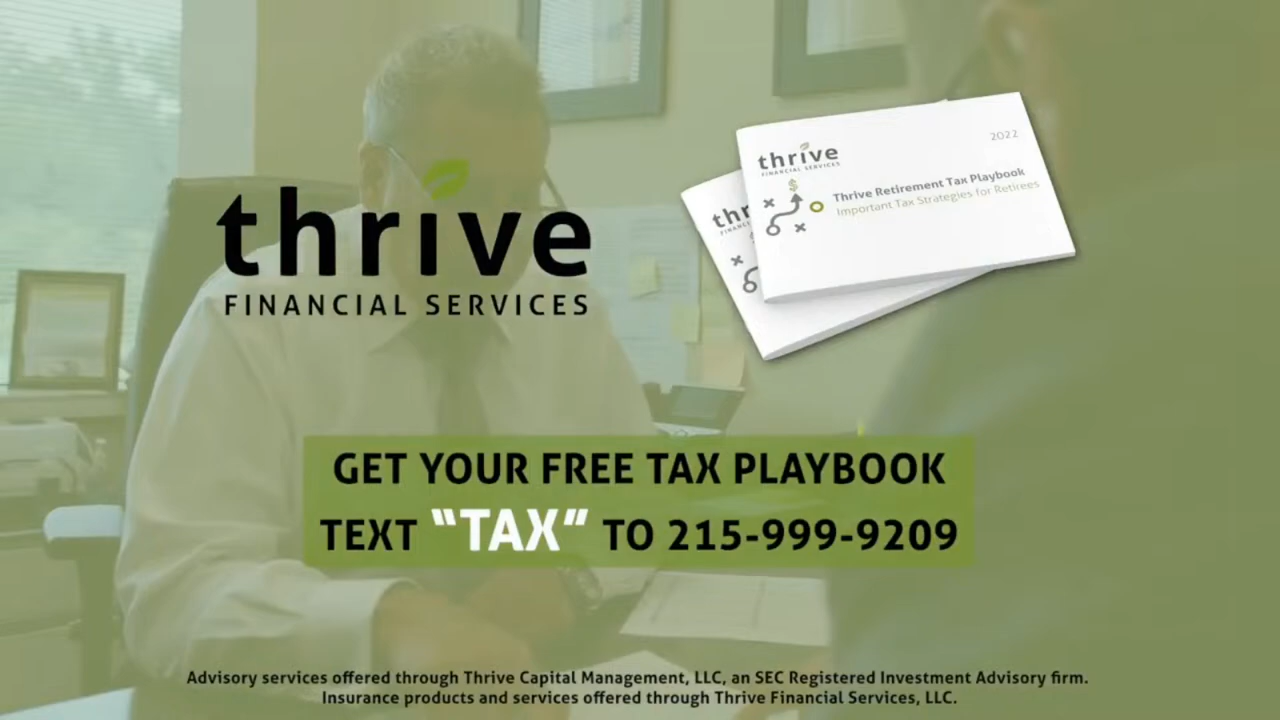 thrive
FINANCIAL SERVICES
thrive
FINANCIAL SERVICES
2022
Thrive Retirement Tax Playbook
Important Tax Strategies for Retirees
thr
GET YOUR FREE TAX PLAYBOOK
TEXT "TAX" TO 215-999-9209
Advisory services offered through Thrive Capital Management, LLC, an SEC Registered Investment Advisory firm.
Insurance products and services offered through Thrive Financial Services, LLC.